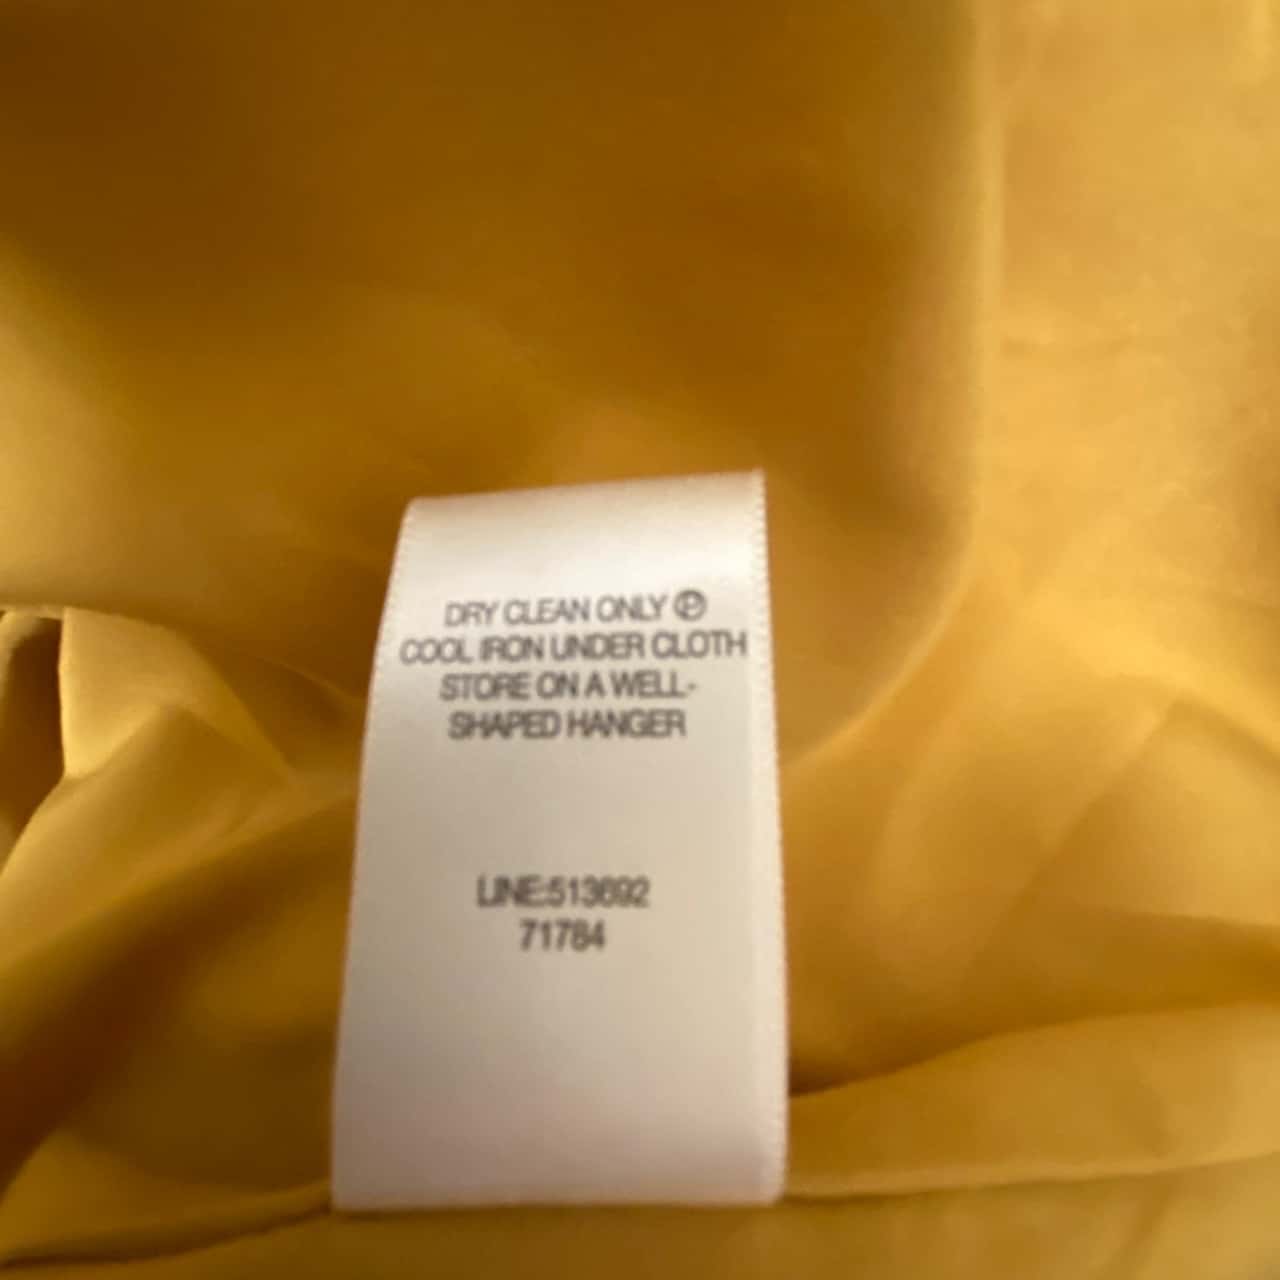 DRY CLEAN ONLY Ⓟ
COOL IRON UNDER CLOTH
STORE ON A WELL-
SHAPED HANGER
LINE:513692
71784